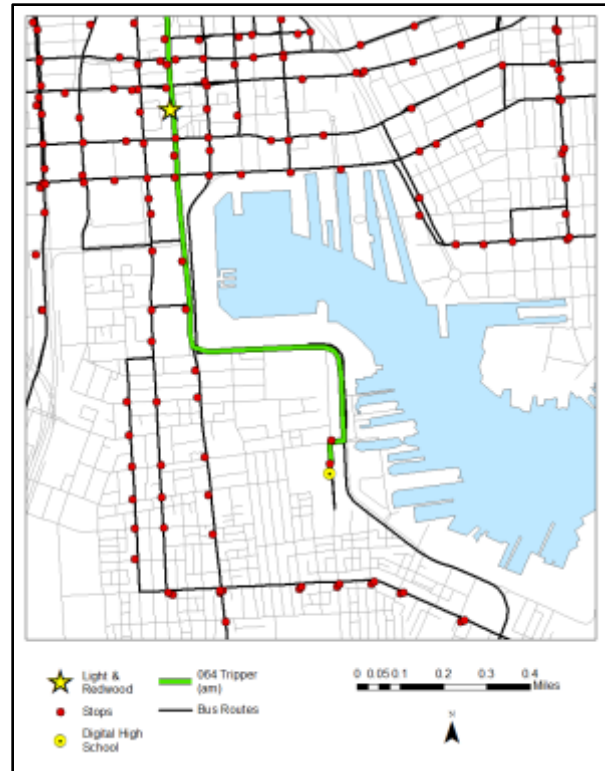 Light &
Redwood
Stops
Digital High
School
064 Tripper
(am)
Bus Routes
0 0.05 0.1 0.2 0.3 0.4
Miles
N